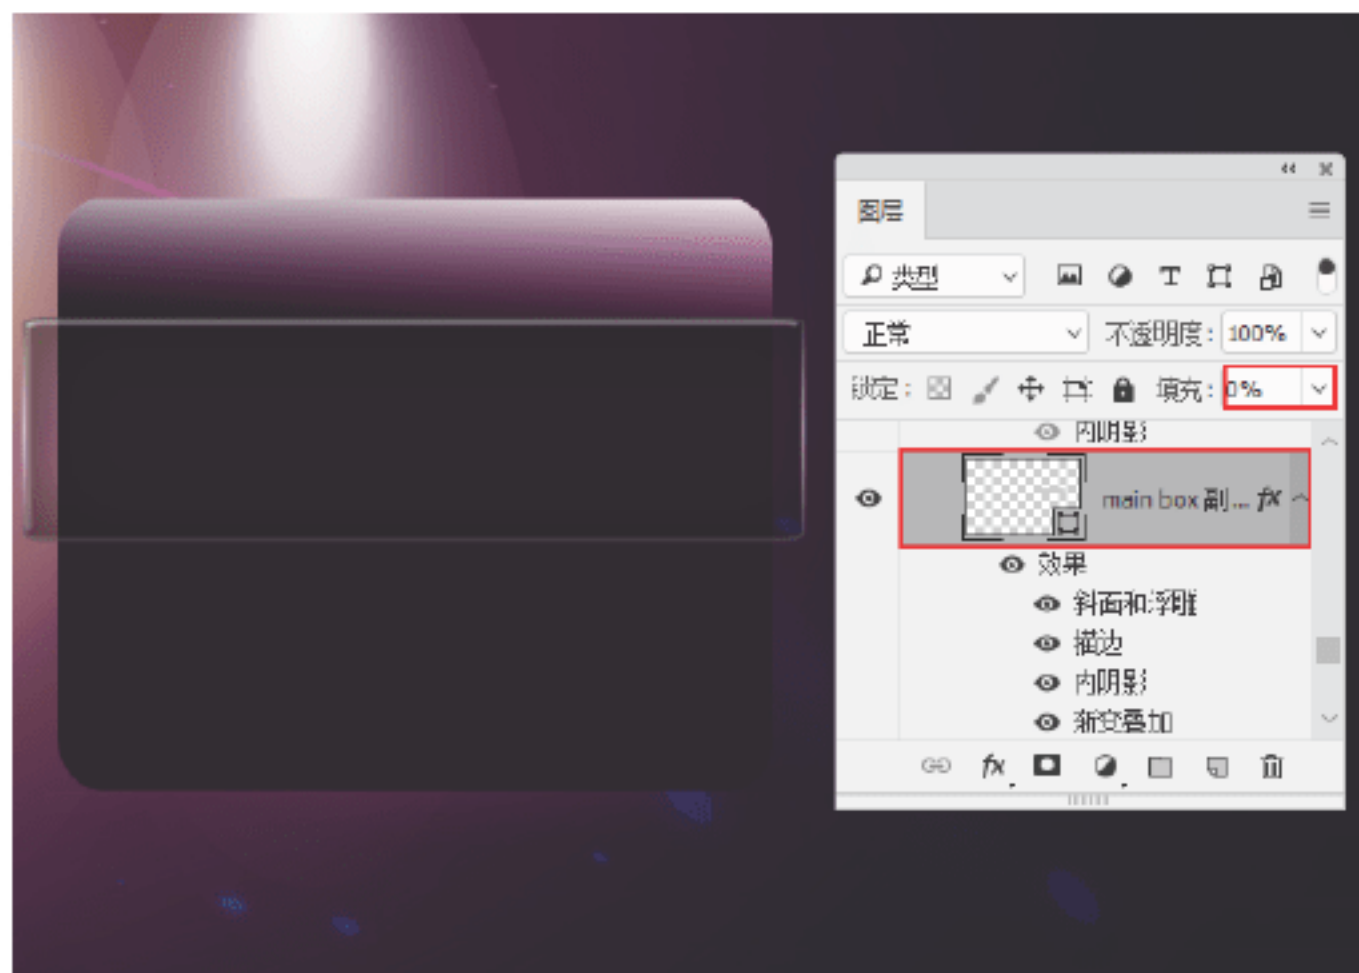 图层
类型
正常 不透明度: 100%
锁定: 填充: 0%
内阴影
main box 副... fx
效果
斜面和浮雕
描边
内阴影
渐变叠加
fx